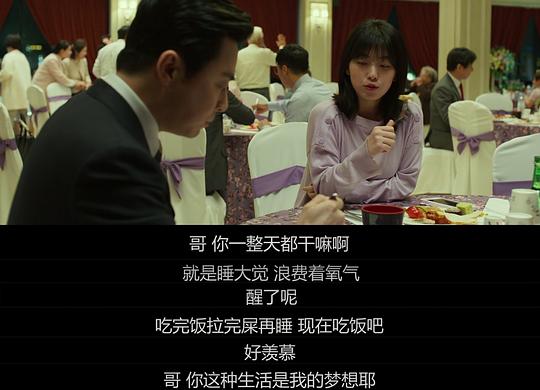 哥 你一整天都干嘛啊
就是睡大觉 浪费着氧气
醒了呢
吃完饭拉完屎再睡 现在吃饭吧
好羡慕
哥 你这种生活是我的梦想耶